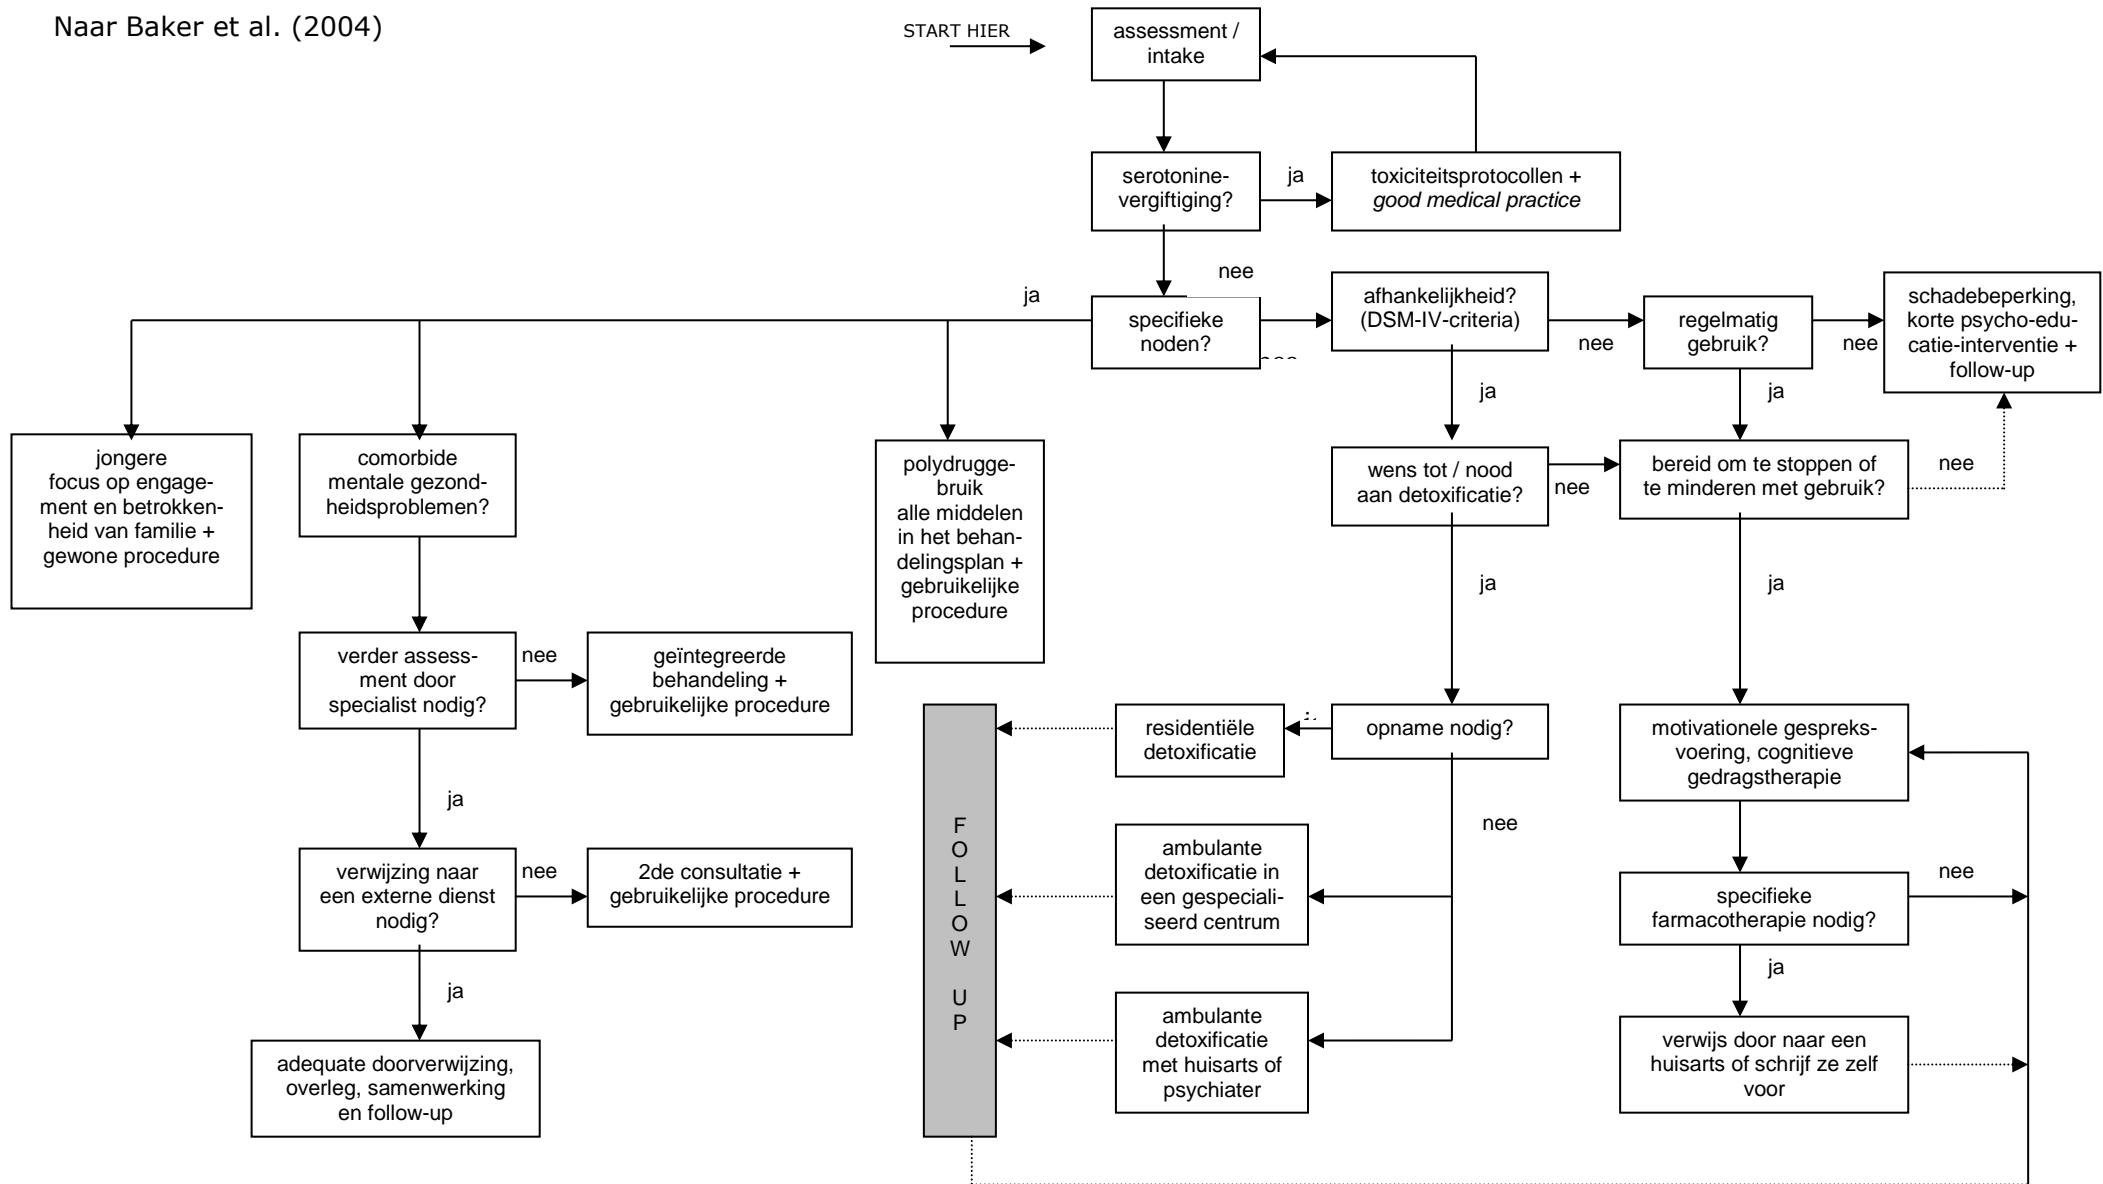 Naar Baker et al. (2004)
START HIER
assessment /
intake
serotonine-
vergiftiging?
ja
toxiciteitsprotocollen +
good medical practice
nee
ja
specifieke
noden?
afhankelijkheid?
(DSM-IV-criteria)
nee
regelmatig
gebruik?
nee
schadebeperking,
korte psycho-edu-
catie-interventie +
follow-up
ja
ja
jongere
focus op engage-
ment en betrokken-
heid van familie +
gewone procedure
comorbide
mentale gezond-
heidsproblemen?
polydrugge-
bruik
alle middelen
in het behan-
delingsplan +
gebruikelijke
procedure
wens tot / nood
aan detoxificatie?
nee
bereid om te stoppen of
te minderen met gebruik?
nee
ja
ja
verder assess-
ment door
specialist nodig?
nee
geïntegreerde
behandeling +
gebruikelijke procedure
ja
verwijzing naar
een externe dienst
nodig?
nee
2de consultatie +
gebruikelijke procedure
ja
adequate doorverwijzing,
overleg, samenwerking
en follow-up
F
O
L
L
O
W
U
P
residentiële
detoxificatie
opname nodig?
nee
ambulante
detoxificatie in
een gespeciali-
seerd centrum
ambulante
detoxificatie
met huisarts of
psychiater
motivationele gespreks-
voering, cognitieve
gedragstherapie
specifieke
farmacotherapie nodig?
nee
ja
verwijs door naar een
huisarts of schrijf ze zelf
voor